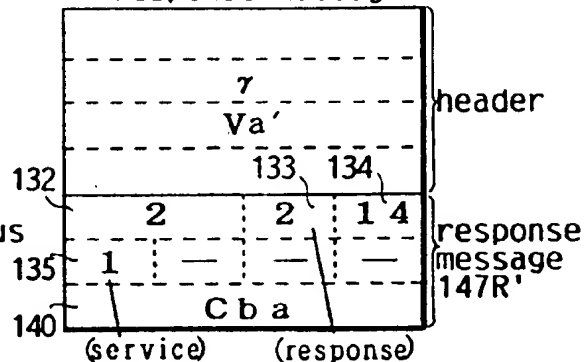 γ
Va′
header
132
133
134
2 2 1 4
us
response
135
1 — — —
message
147R'
140
Cba
(service) (response)